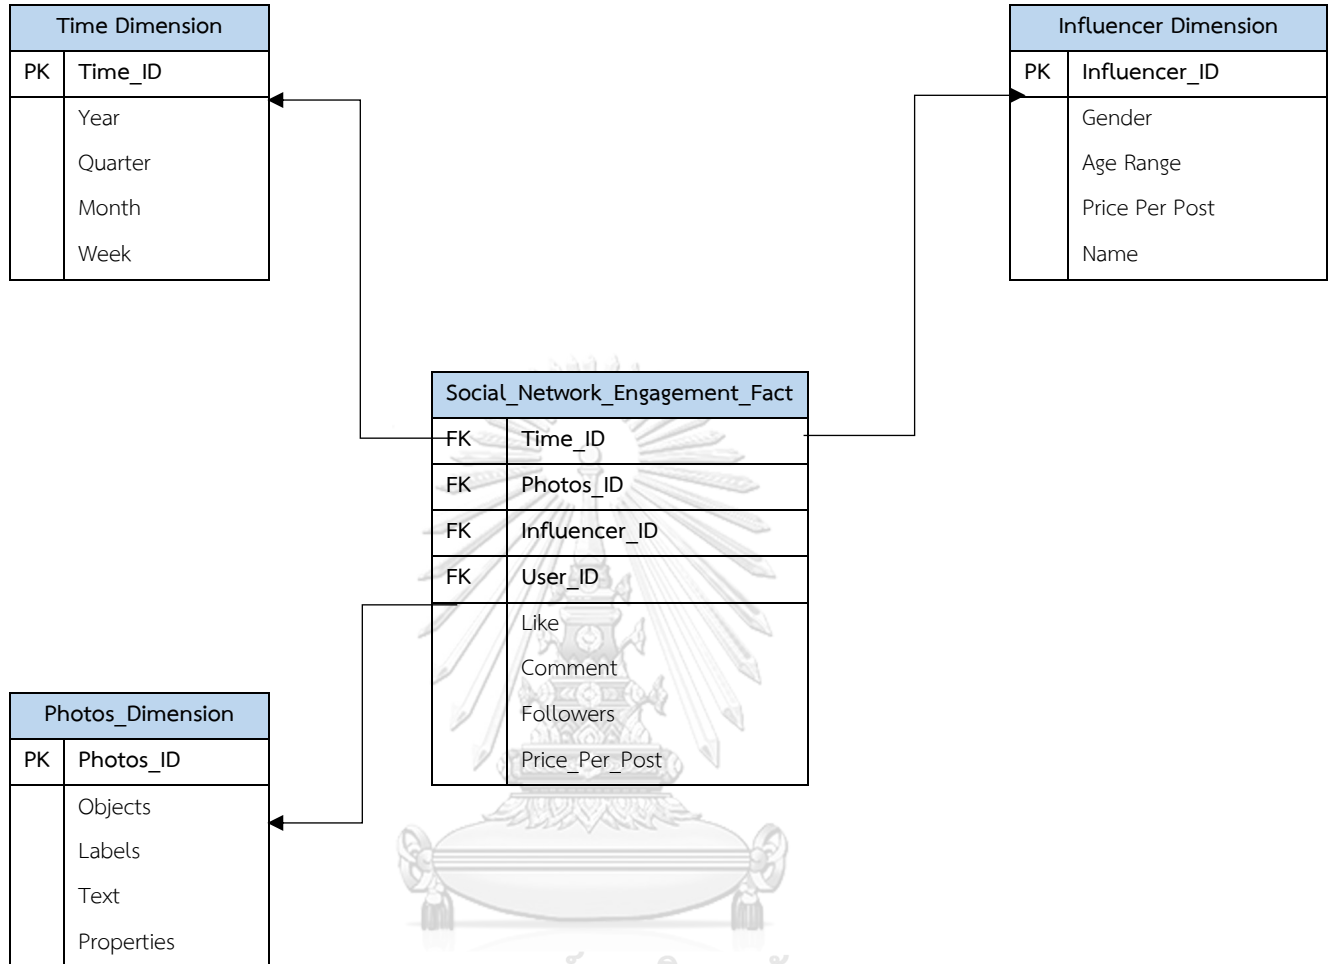 Time Dimension
PK Time_ID
Year
Quarter
Month
Week
Influencer Dimension
PK Influencer_ID
Gender
Age Range
Price Per Post
Name
Social_Network_Engagement_Fact
FK Time_ID
FK Photos_ID
FK Influencer_ID
FK User_ID
Like
Comment
Followers
Price_Per_Post
Photos_Dimension
PK Photos_ID
Objects
Labels
Text
Properties